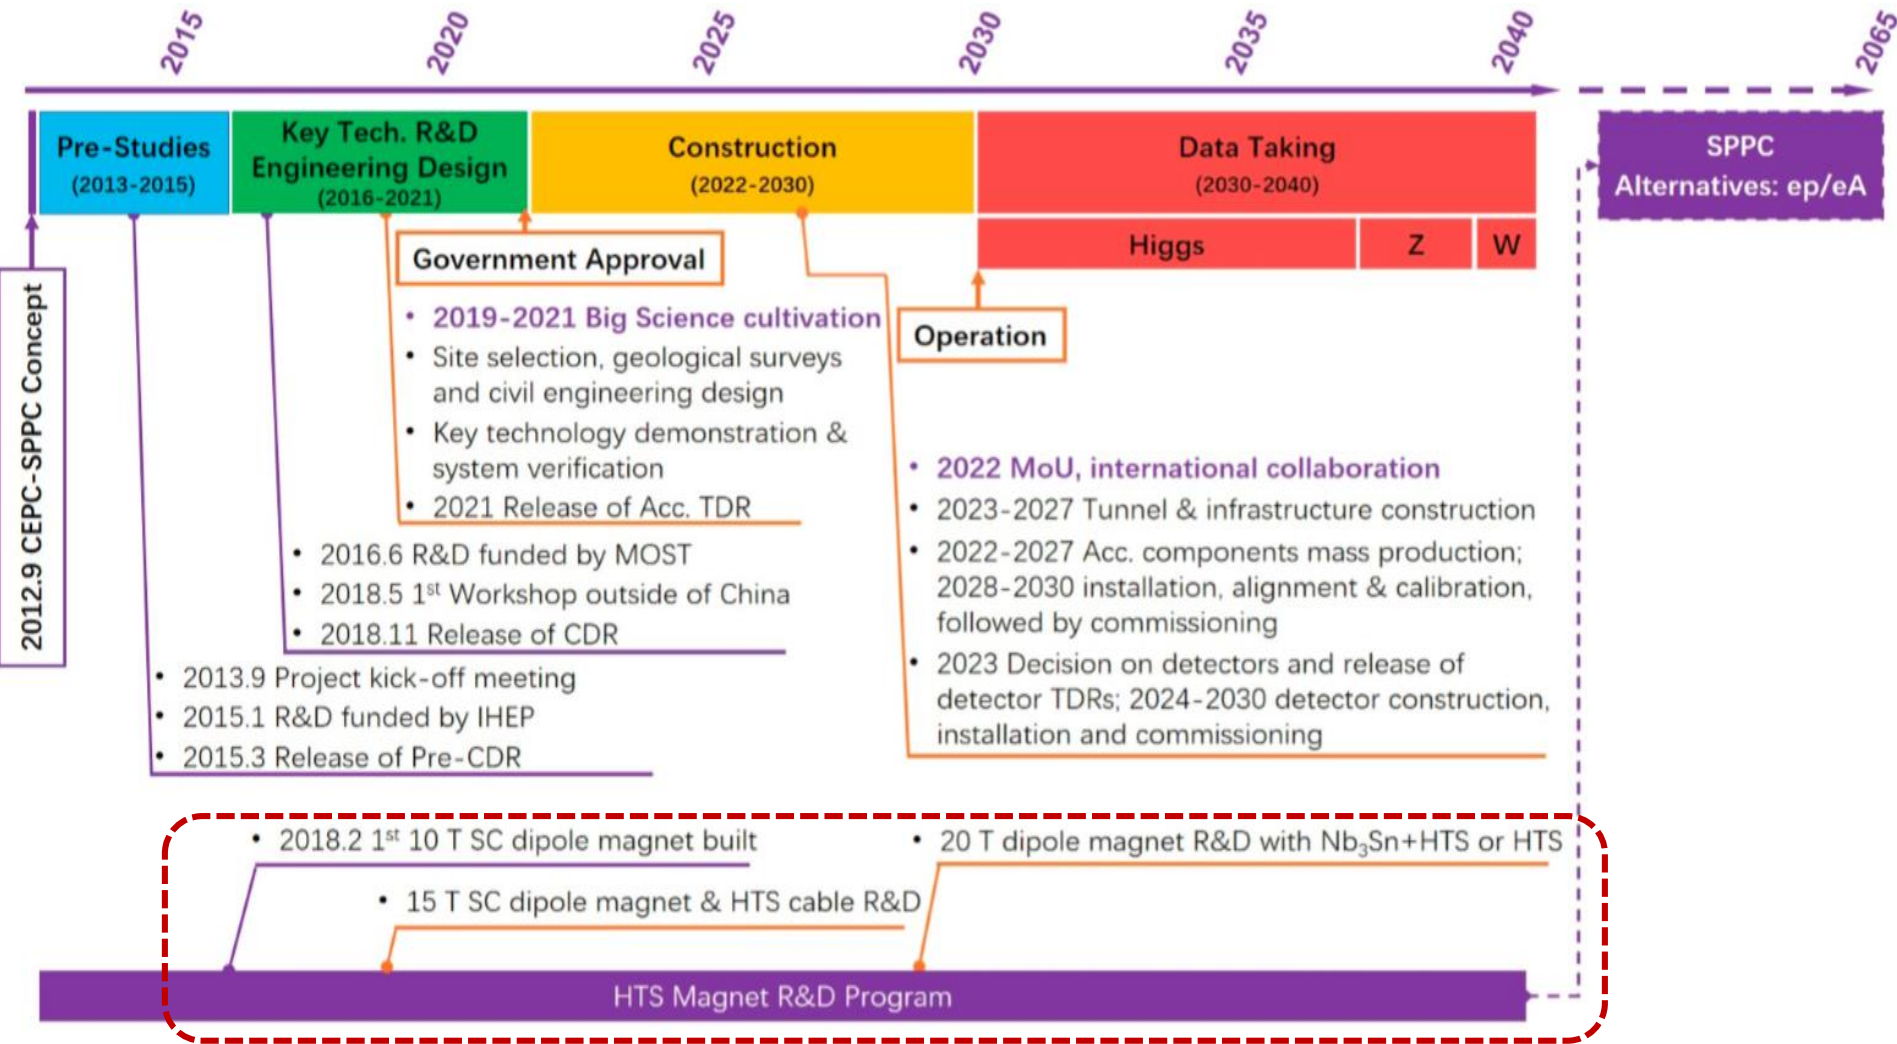 2015
2020
2025
2030
2035
2040
2065
Pre-Studies
(2013-2015)
Key Tech. R&D
Engineering Design
(2016-2021)
Construction
(2022-2030)
Data Taking
(2030-2040)
SPPC
Alternatives: ep/eA
Higgs
Z
W
2012.9 CEPC-SPPC Concept
Government Approval
Operation
• 2019-2021 Big Science cultivation
• Site selection, geological surveys
and civil engineering design
• Key technology demonstration &
system verification
• 2021 Release of Acc. TDR
• 2016.6 R&D funded by MOST
• 2018.5 1st Workshop outside of China
• 2018.11 Release of CDR
• 2013.9 Project kick-off meeting
• 2015.1 R&D funded by IHEP
• 2015.3 Release of Pre-CDR
• 2022 MoU, international collaboration
• 2023-2027 Tunnel & infrastructure construction
• 2022-2027 Acc. components mass production;
2028-2030 installation, alignment & calibration,
followed by commissioning
• 2023 Decision on detectors and release of
detector TDRs; 2024-2030 detector construction,
installation and commissioning
• 2018.2 1st 10 T SC dipole magnet built
• 15 T SC dipole magnet & HTS cable R&D
• 20 T dipole magnet R&D with Nb₃Sn+HTS or HTS
HTS Magnet R&D Program